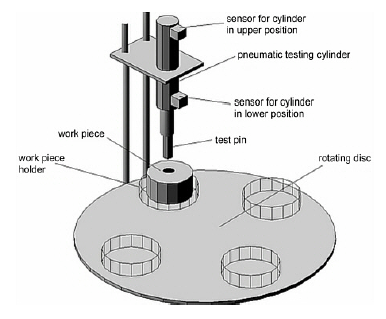 sensor for cylinder
in upper position
pneumatic testing cylinder
sensor for cylinder
in lower position
work piece
test pin
work piece
holder
rotating disc